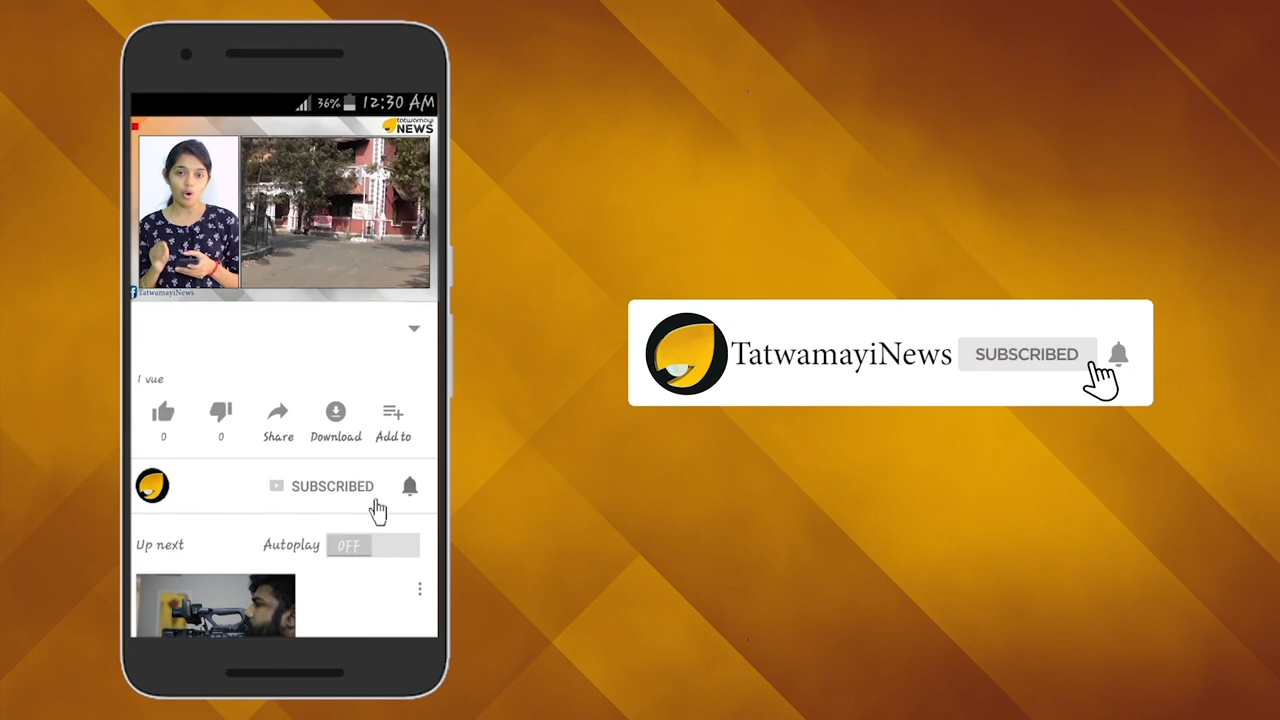 36% 12:30 AM
tatwamayi
NEWS
TatwamayiNews
1 vue
0 0 Share Download Add to
SUBSCRIBED
Up next Autoplay OFF
TatwamayiNews SUBSCRIBED